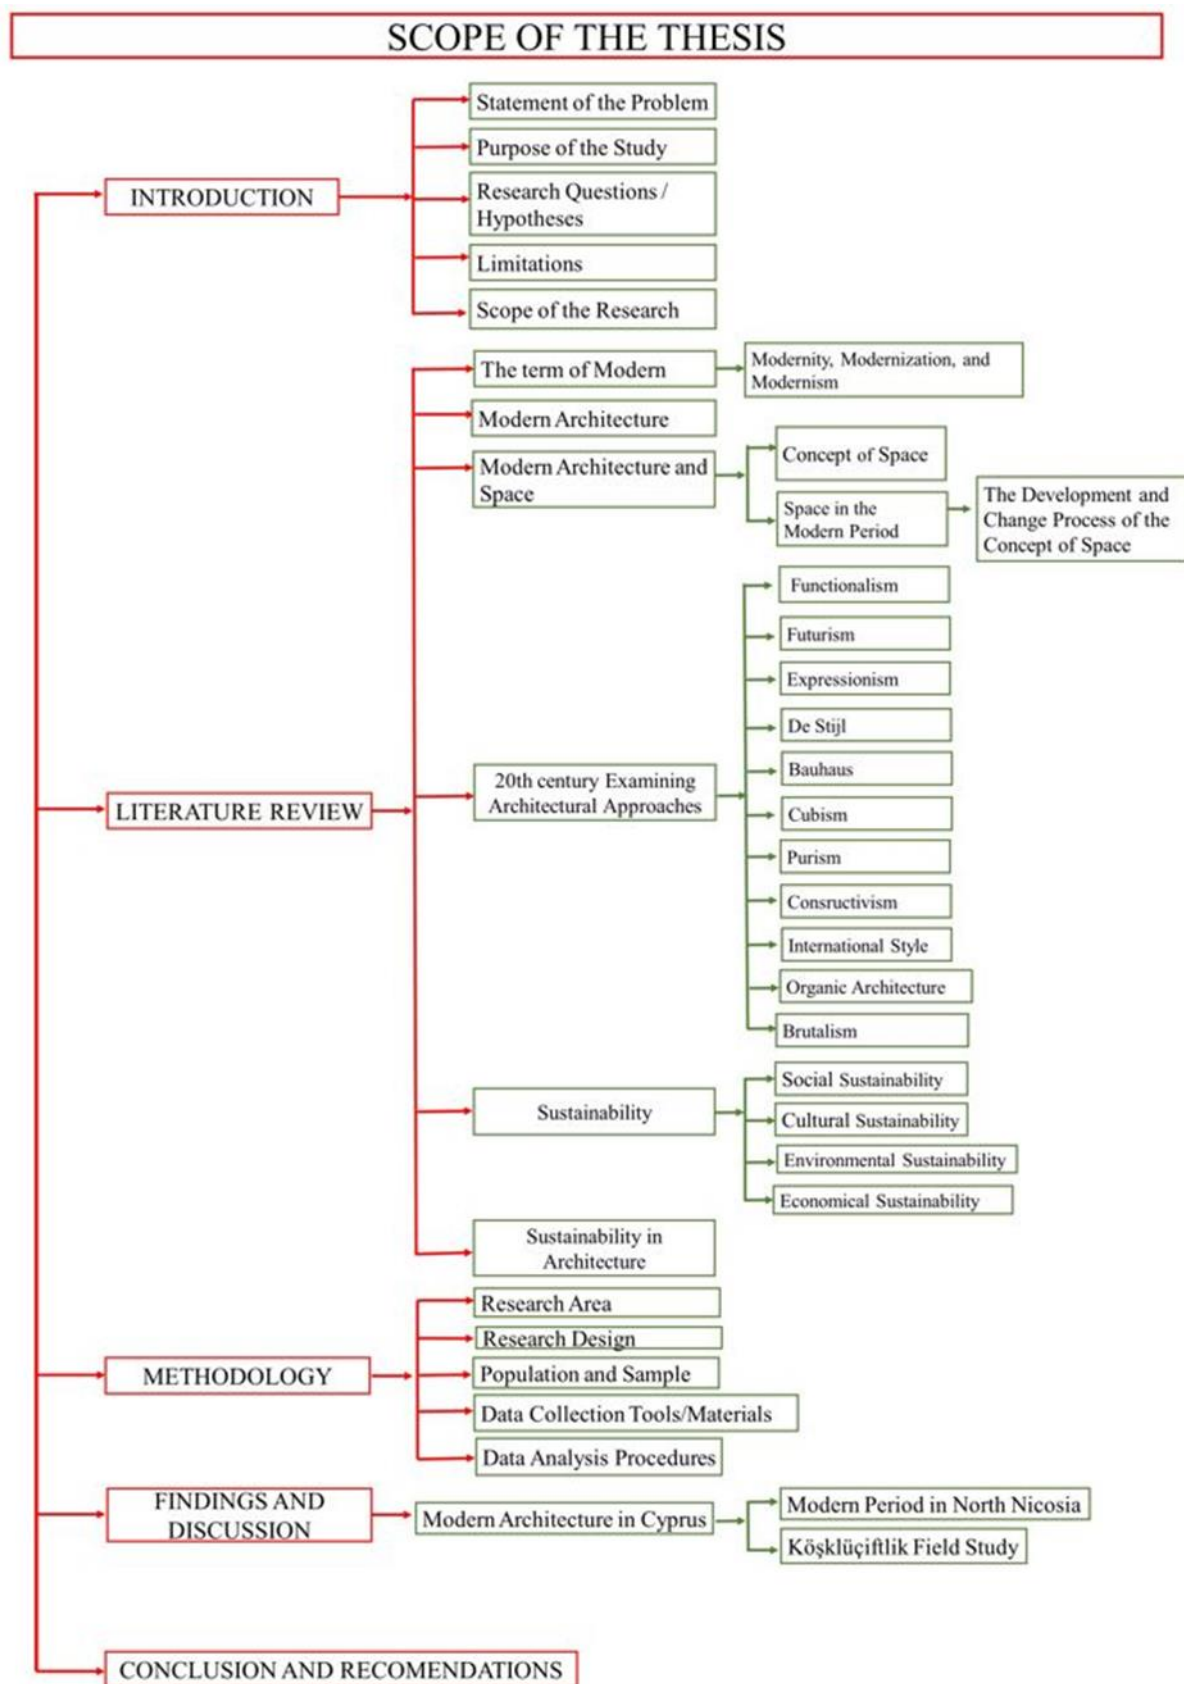 SCOPE OF THE THESIS
INTRODUCTION
Statement of the Problem
Purpose of the Study
Research Questions /
Hypotheses
Limitations
Scope of the Research
LITERATURE REVIEW
The term of Modern
Modernity, Modernization, and
Modernism
Modern Architecture
Modern Architecture and
Space
Concept of Space
Space in the
Modern Period
The Development and
Change Process of the
Concept of Space
20th century Examining
Architectural Approaches
Functionalism
Futurism
Expressionism
De Stijl
Bauhaus
Cubism
Purism
Consructivism
International Style
Organic Architecture
Brutalism
Sustainability
Social Sustainability
Cultural Sustainability
Environmental Sustainability
Economical Sustainability
Sustainability in
Architecture
METHODOLOGY
Research Area
Research Design
Population and Sample
Data Collection Tools/Materials
Data Analysis Procedures
FINDINGS AND
DISCUSSION
Modern Architecture in Cyprus
Modern Period in North Nicosia
Köşklüçiftlik Field Study
CONCLUSION AND RECOMENDATIONS